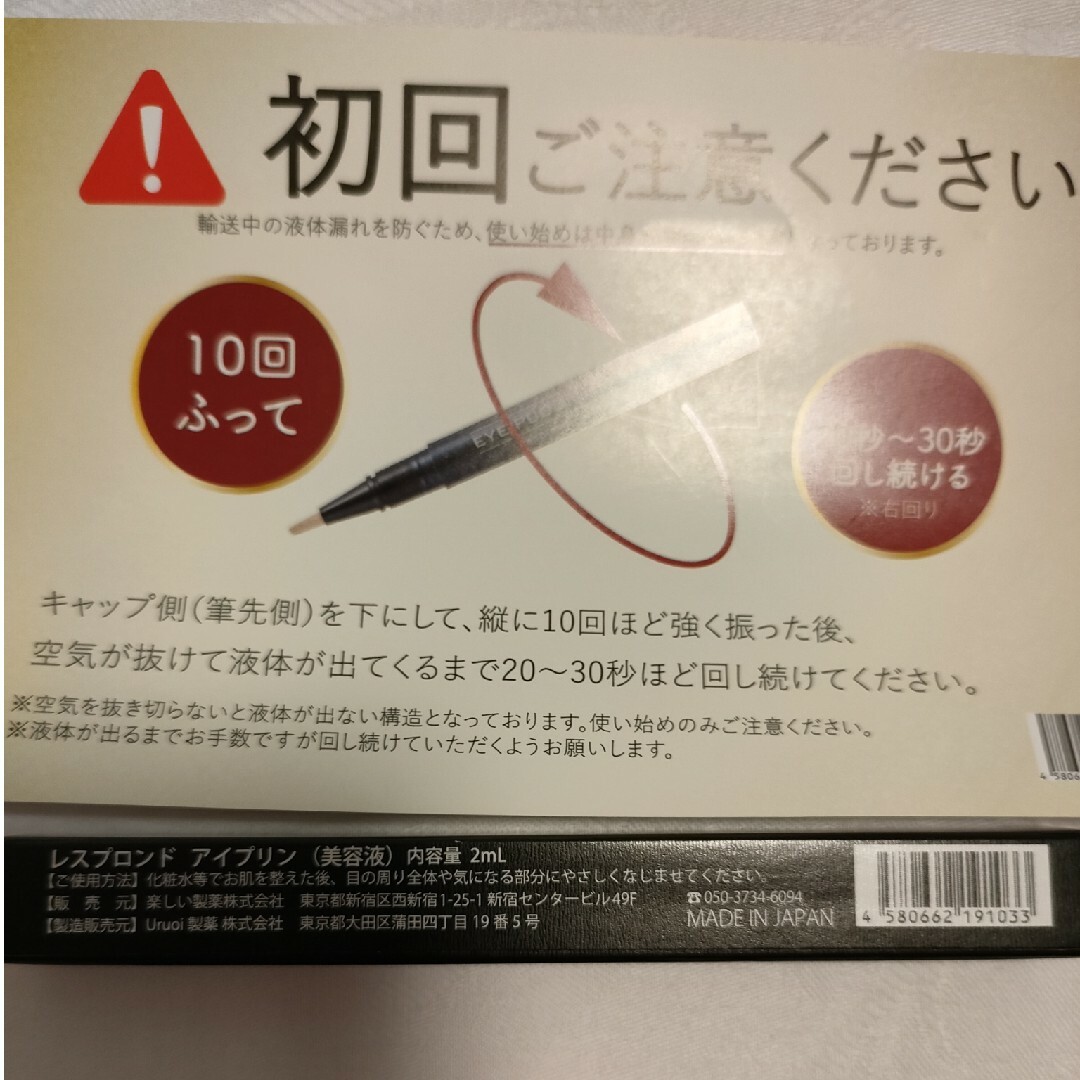 初回ご注意ください
輸送中の液体漏れを防ぐため、使い始めは中身 っております。
10回
ふって
秒～30秒
回し続ける
※右回り
EYE
キャップ側(筆先側)を下にして、縦に10回ほど強く振った後、
空気が抜けて液体が出てくるまで20～30秒ほど回し続けてください。
※空気を抜き切らないと液体が出ない構造となっております。使い始めのみご注意ください。
※液体が出るまでお手数ですが回し続けていただくようお願いします。
4 5806
レスプロンド アイプリン（美容液）内容量 2mL
【ご使用方法】化粧水等でお肌を整えた後、目の周り全体や気になる部分にやさしくなじませてください。
【販 売 元】楽しい製薬株式会社 東京都新宿区西新宿1-25-1 新宿センタービル49F ☎050-3734-6094
【製造販売元】Uruoi 製薬 株式会社 東京都大田区蒲田四丁目 19 番 5 号 MADE IN JAPAN
4 580662 191033